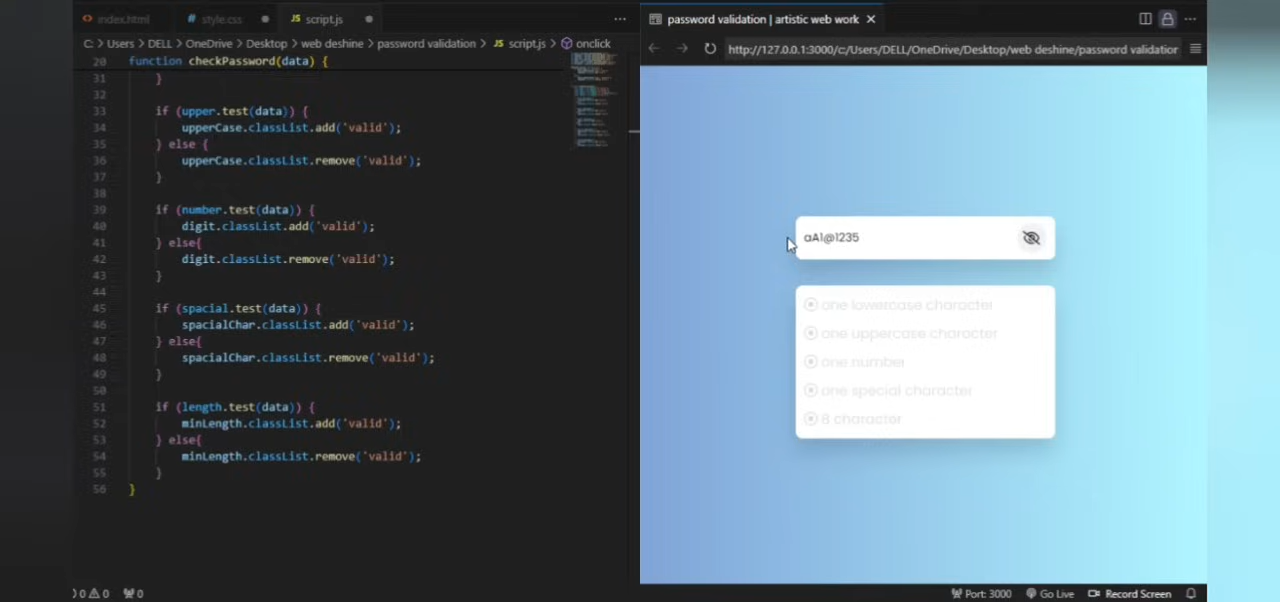 index.html style.css script.js
C: > Users > DELL > OneDrive > Desktop > web deshine > password validation > script.js > onclick
20 function checkPassword(data) {
31 }
32
33 if (upper.test(data)) {
34 upperCase.classList.add('valid');
35 } else {
36 upperCase.classList.remove('valid');
37 }
38
39 if (number.test(data)) {
40 digit.classList.add('valid');
41 } else{
42 digit.classList.remove('valid');
43 }
44
45 if (spacial.test(data)) {
46 spacialChar.classList.add('valid');
47 } else{
48 spacialChar.classList.remove('valid');
49 }
50
51 if (length.test(data)) {
52 minLength.classList.add('valid');
53 } else{
54 minLength.classList.remove('valid');
55 }
56 }
0 0 0
password validation | artistic web work
http://127.0.0.1:3000/c:/Users/DELL/OneDrive/Desktop/web deshine/password validation
aA1@1235
one lowercase character
one uppercase character
one number
one special character
8 character
Port: 3000 Go Live Record Screen